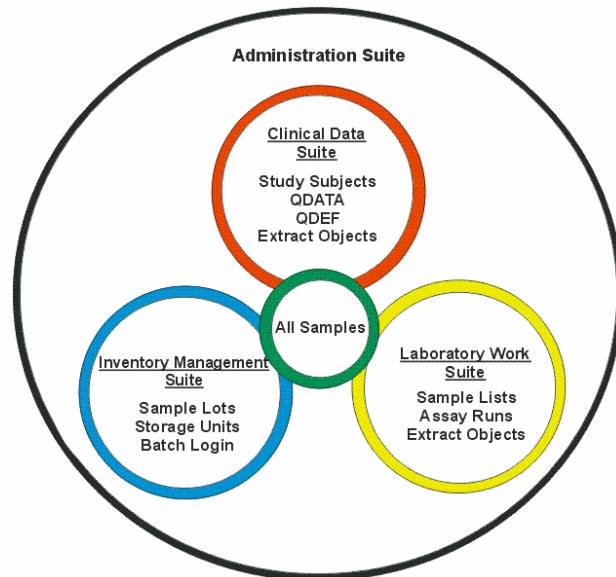 Administration Suite
Clinical Data
Suite
Study Subjects
QDATA
QDEF
Extract Objects
All Samples
Inventory Management
Suite
Sample Lots
Storage Units
Batch Login
Laboratory Work
Suite
Sample Lists
Assay Runs
Extract Objects